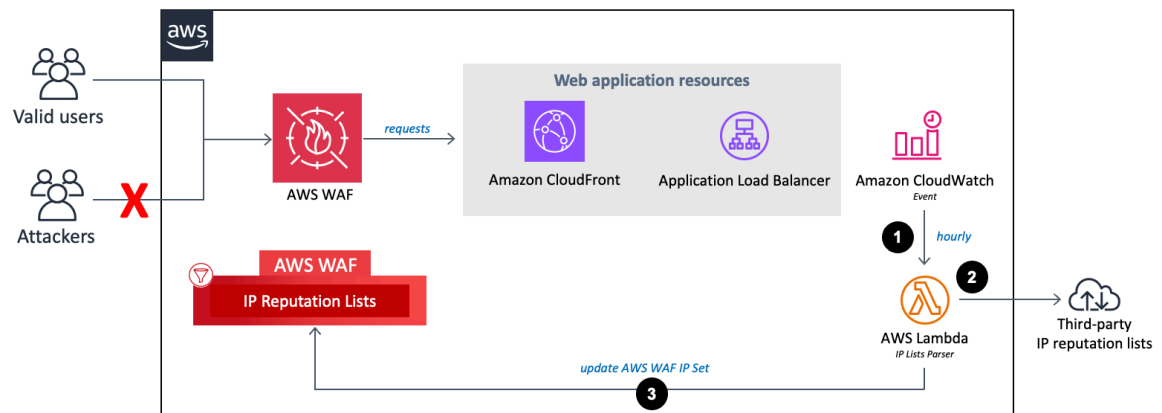 aws
Valid users
Attackers
X
AWS WAF
requests
Web application resources
Amazon CloudFront
Application Load Balancer
Amazon CloudWatch
Event
1
hourly
2
AWS Lambda
IP Lists Parser
Third-party
IP reputation lists
AWS WAF
IP Reputation Lists
update AWS WAF IP Set
3